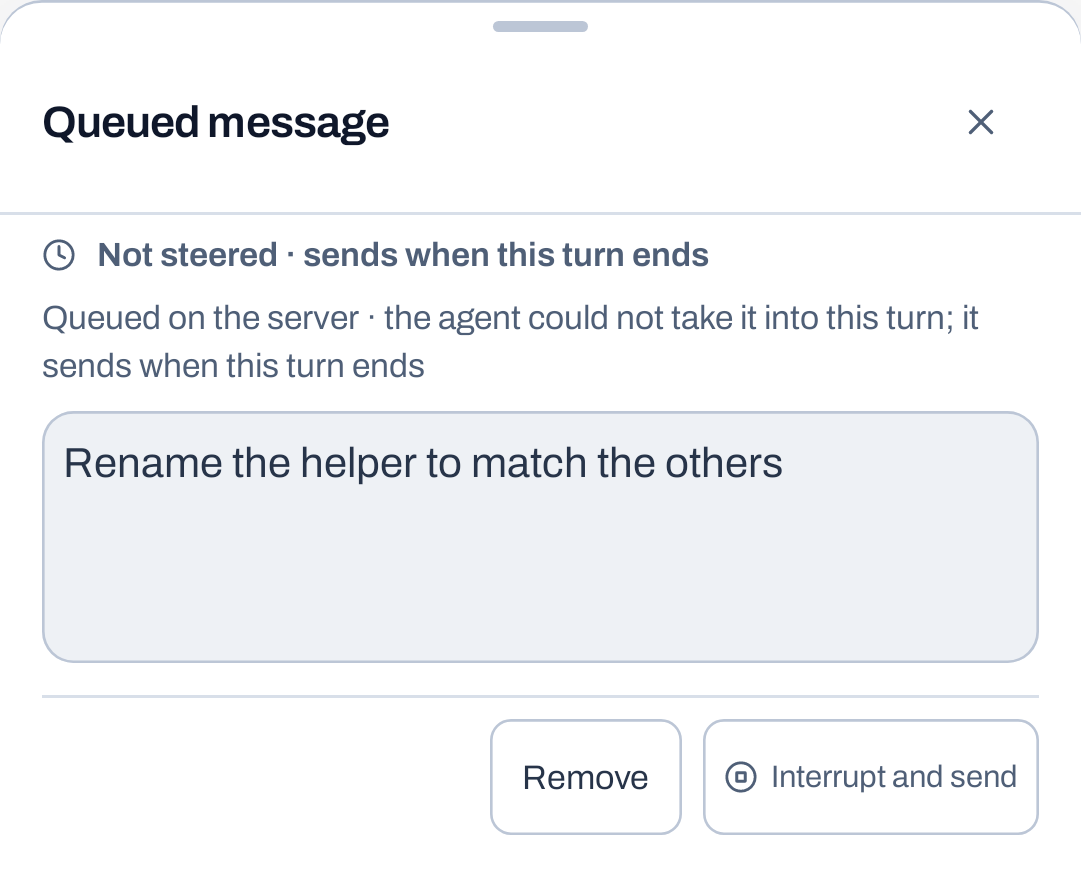 Queued message
Not steered · sends when this turn ends
Queued on the server · the agent could not take it into this turn; it
sends when this turn ends
Rename the helper to match the others
Remove
Interrupt and send